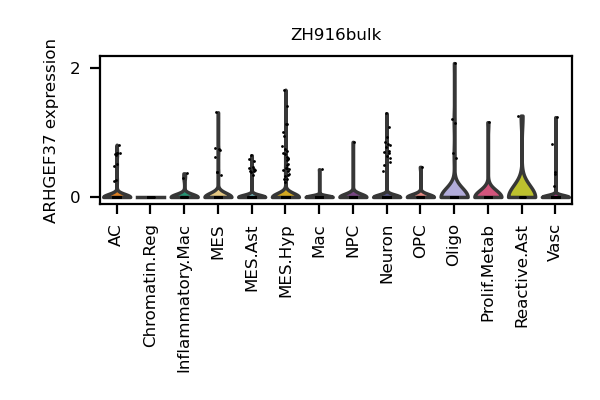 ZH916bulk
ARHGEF37 expression
2
0
AC
Chromatin.Reg
Inflammatory.Mac
MES
MES.Ast
MES.Hyp
Mac
NPC
Neuron
OPC
Oligo
Prolif.Metab
Reactive.Ast
Vasc